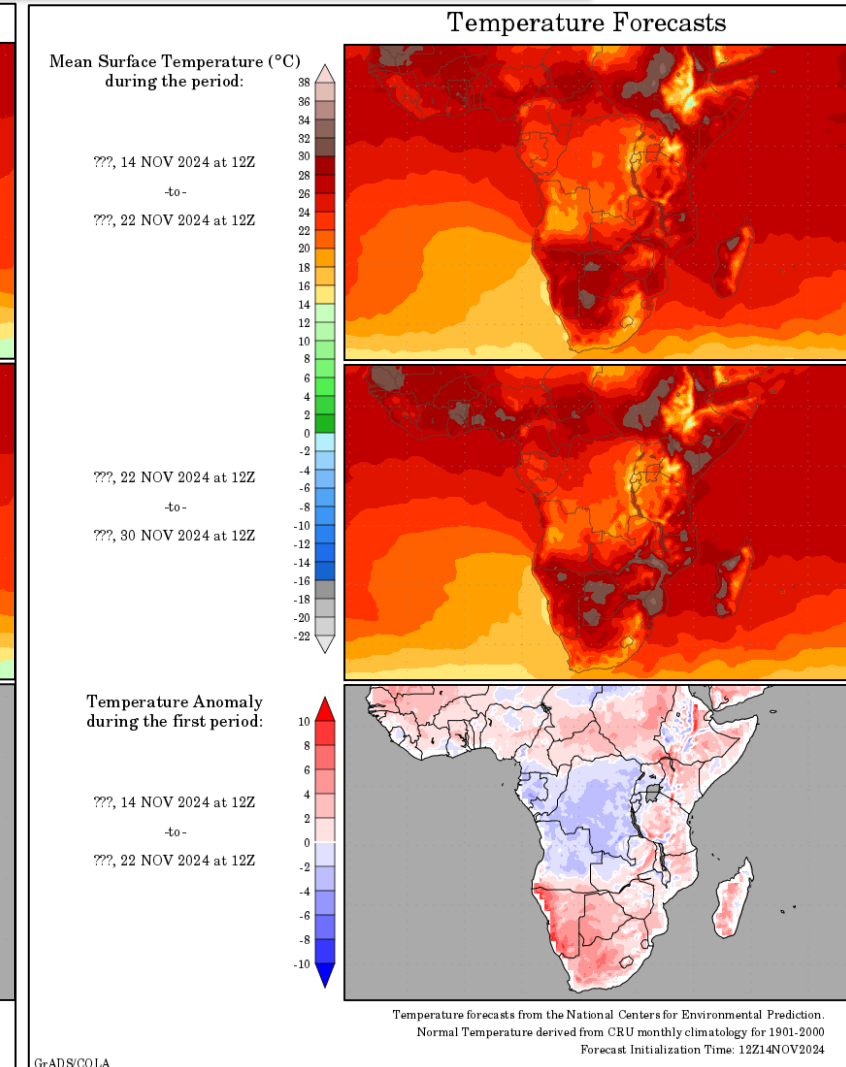 Temperature Forecasts
Mean Surface Temperature (°C)
during the period:
???, 14 NOV 2024 at 12Z
-to-
???, 22 NOV 2024 at 12Z
38
36
34
32
30
28
26
24
22
20
18
16
14
12
10
8
6
4
2
0
-2
-4
-6
-8
-10
-12
-14
-16
-18
-20
-22
???, 22 NOV 2024 at 12Z
-to-
???, 30 NOV 2024 at 12Z
Temperature Anomaly
during the first period:
???, 14 NOV 2024 at 12Z
-to-
???, 22 NOV 2024 at 12Z
10
8
6
4
2
0
-2
-4
-6
-8
-10
Temperature forecasts from the National Centers for Environmental Prediction.
Normal Temperature derived from CRU monthly climatology for 1901-2000
Forecast Initialization Time: 12Z14NOV2024
GrADS/COLA